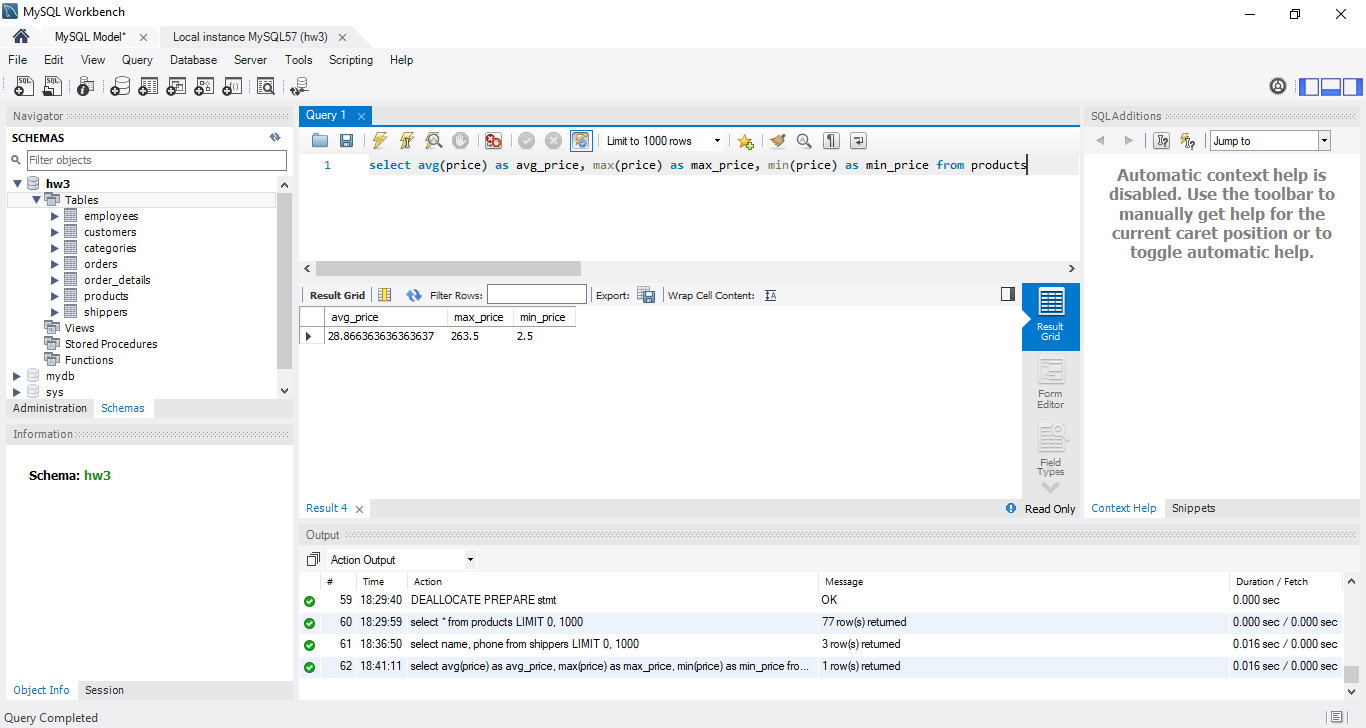 MySQL Workbench
MySQL Model* Local instance MySQL57 (hw3)
File Edit View Query Database Server Tools Scripting Help
Navigator
SCHEMAS
Filter objects
hw3
Tables
employees
customers
categories
orders
order_details
products
shippers
Views
Stored Procedures
Functions
mydb
sys
Administration Schemas
Information
Schema: hw3
Object Info Session
Query 1
Limit to 1000 rows
1 select avg(price) as avg_price, max(price) as max_price, min(price) as min_price from products
Result Grid Filter Rows: Export: Wrap Cell Content:
avg_price max_price min_price
28.866363636363637 263.5 2.5
Result Grid
Form Editor
Field Types
Result 4 Read Only
SQLAdditions
Jump to
Automatic context help is
disabled. Use the toolbar to
manually get help for the
current caret position or to
toggle automatic help.
Context Help Snippets
Output
Action Output
# Time Action Message Duration / Fetch
59 18:29:40 DEALLOCATE PREPARE stmt OK 0.000 sec
60 18:29:59 select * from products LIMIT 0, 1000 77 row(s) returned 0.000 sec / 0.000 sec
61 18:36:50 select name, phone from shippers LIMIT 0, 1000 3 row(s) returned 0.016 sec / 0.000 sec
62 18:41:11 select avg(price) as avg_price, max(price) as max_price, min(price) as min_price fro... 1 row(s) returned 0.016 sec / 0.000 sec
Query Completed